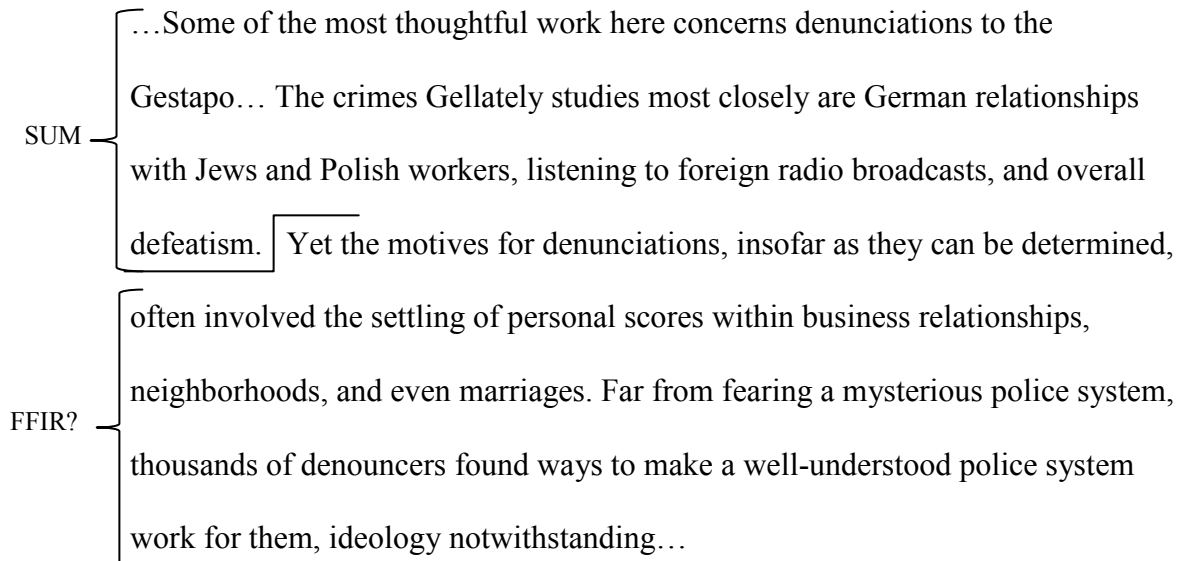 …Some of the most thoughtful work here concerns denunciations to the
Gestapo… The crimes Gellately studies most closely are German relationships
SUM
with Jews and Polish workers, listening to foreign radio broadcasts, and overall
defeatism. Yet the motives for denunciations, insofar as they can be determined,
often involved the settling of personal scores within business relationships,
neighborhoods, and even marriages. Far from fearing a mysterious police system,
FFIR?
thousands of denouncers found ways to make a well-understood police system
work for them, ideology notwithstanding…